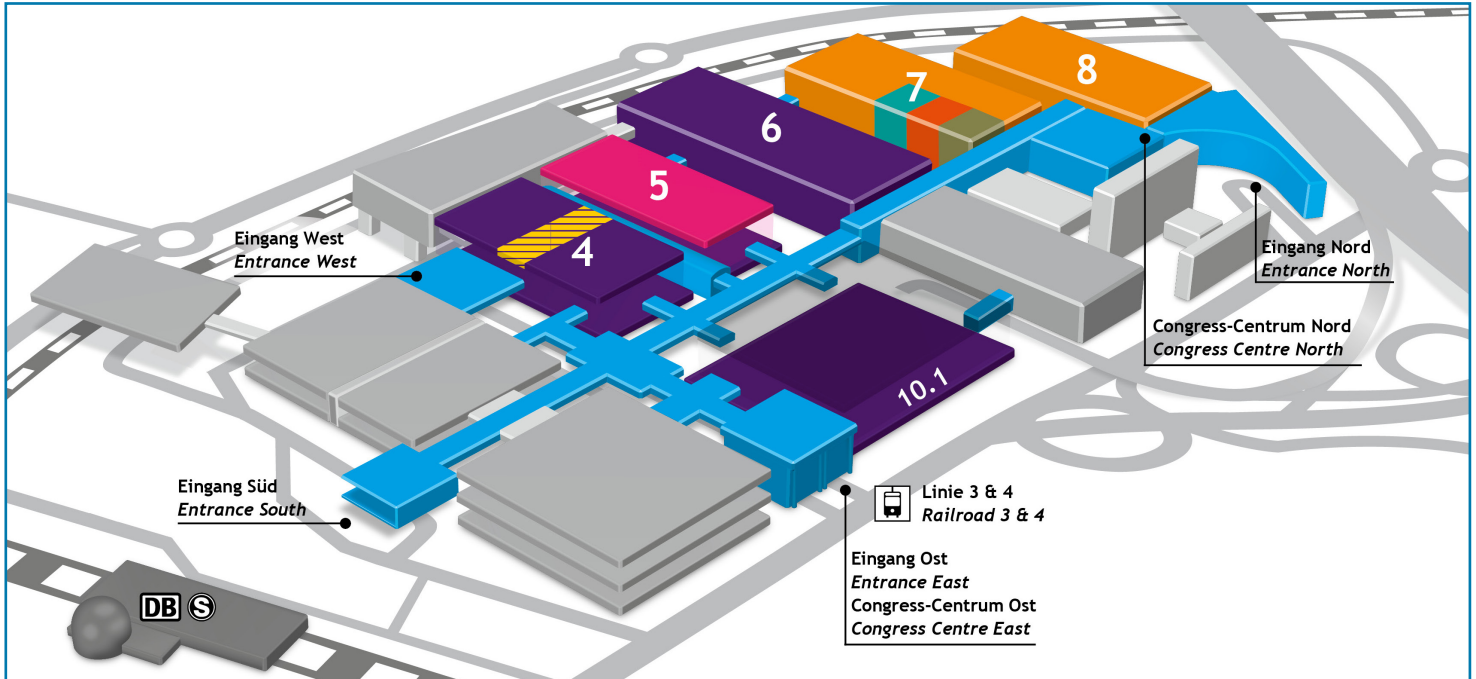 8
7
6
5
4
10.1
Eingang West
Entrance West
Eingang Nord
Entrance North
Congress-Centrum Nord
Congress Centre North
Eingang Süd
Entrance South
Linie 3 & 4
Railroad 3 & 4
Eingang Ost
Entrance East
Congress-Centrum Ost
Congress Centre East
DB S